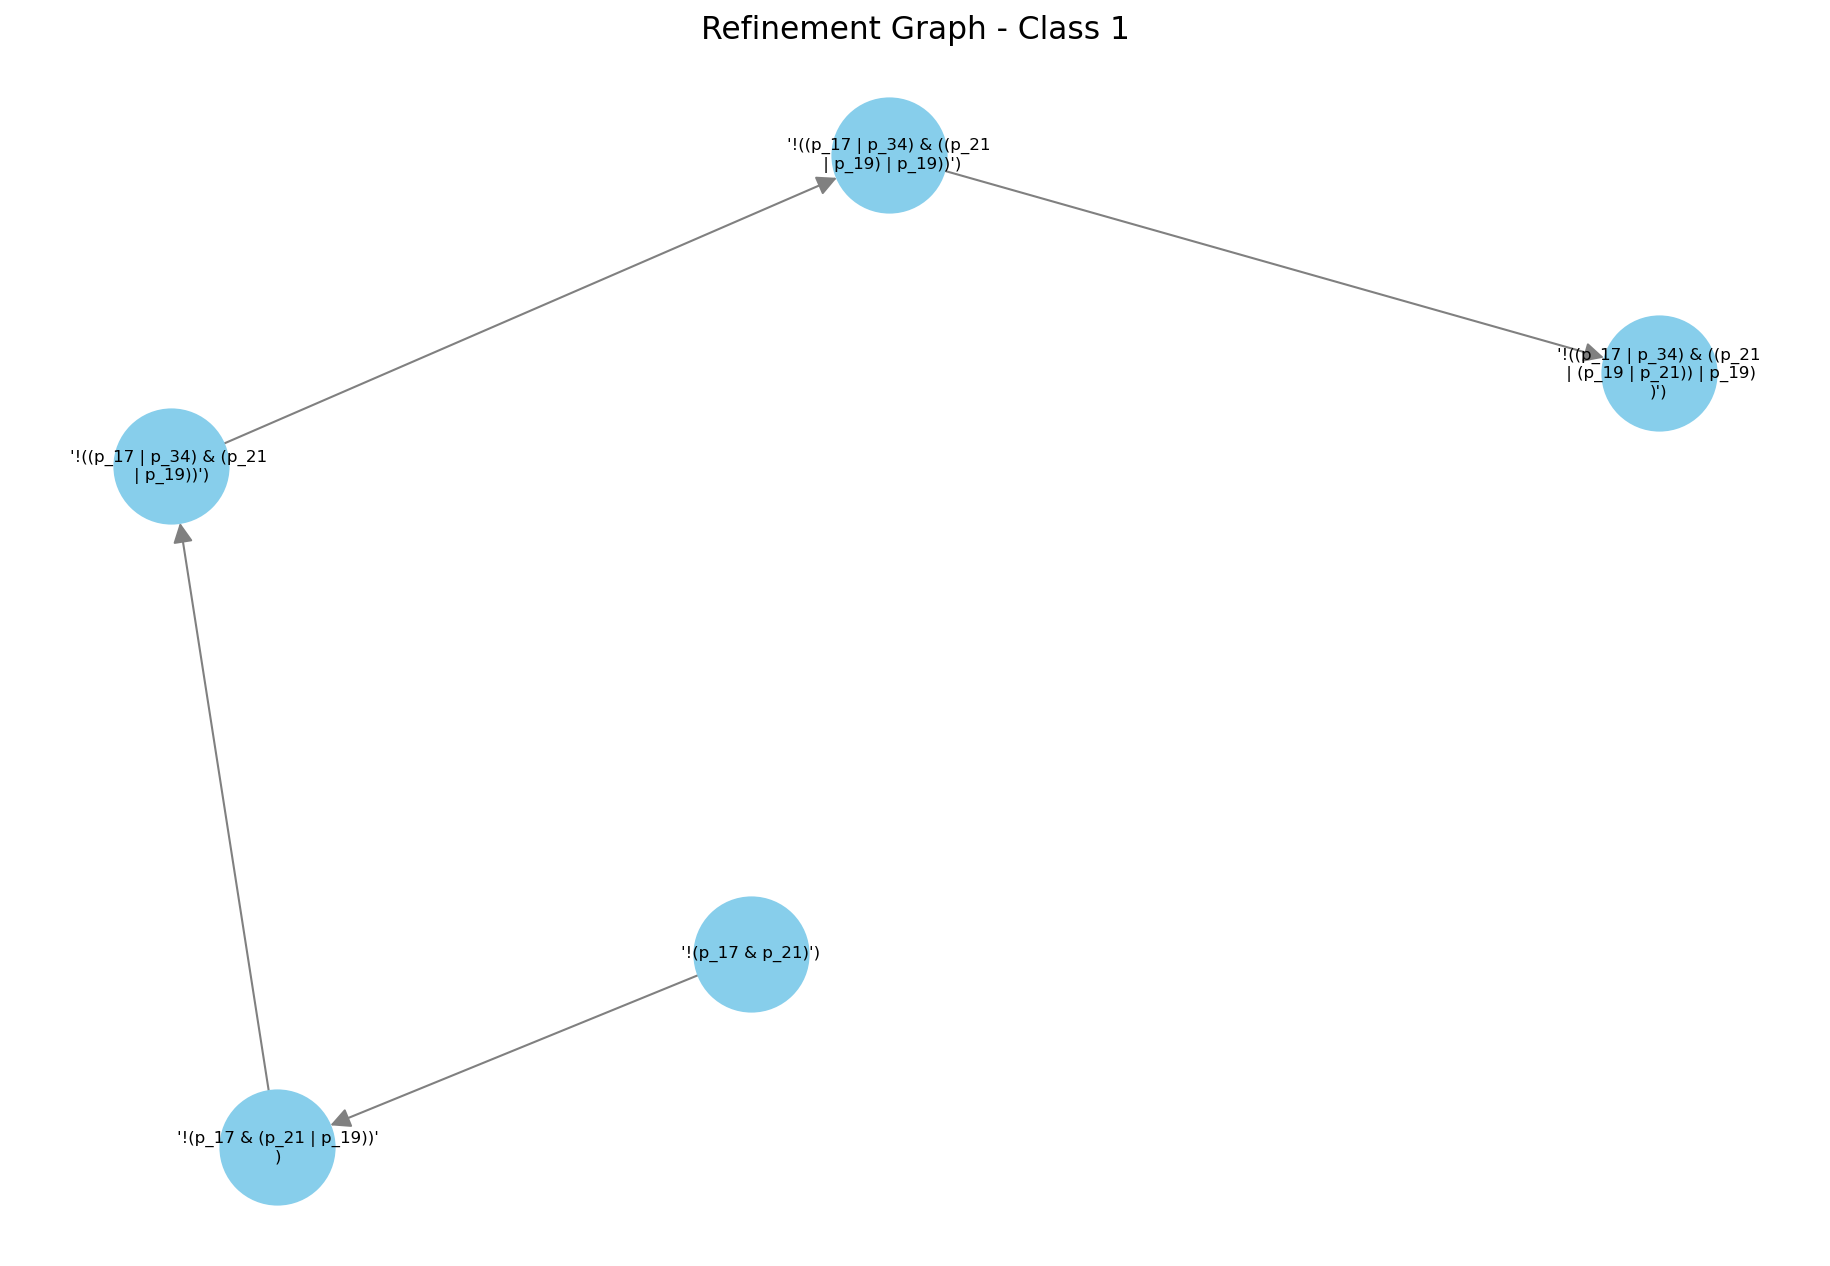 Refinement Graph - Class 1
'!((p_17 | p_34) & ((p_21
| p_19) | p_19))')
'!((p_17 | p_34) & ((p_21
| (p_19 | p_21)) | p_19)
)')
'!((p_17 | p_34) & (p_21
| p_19))')
'!(p_17 & p_21)')
'!(p_17 & (p_21 | p_19))'
)